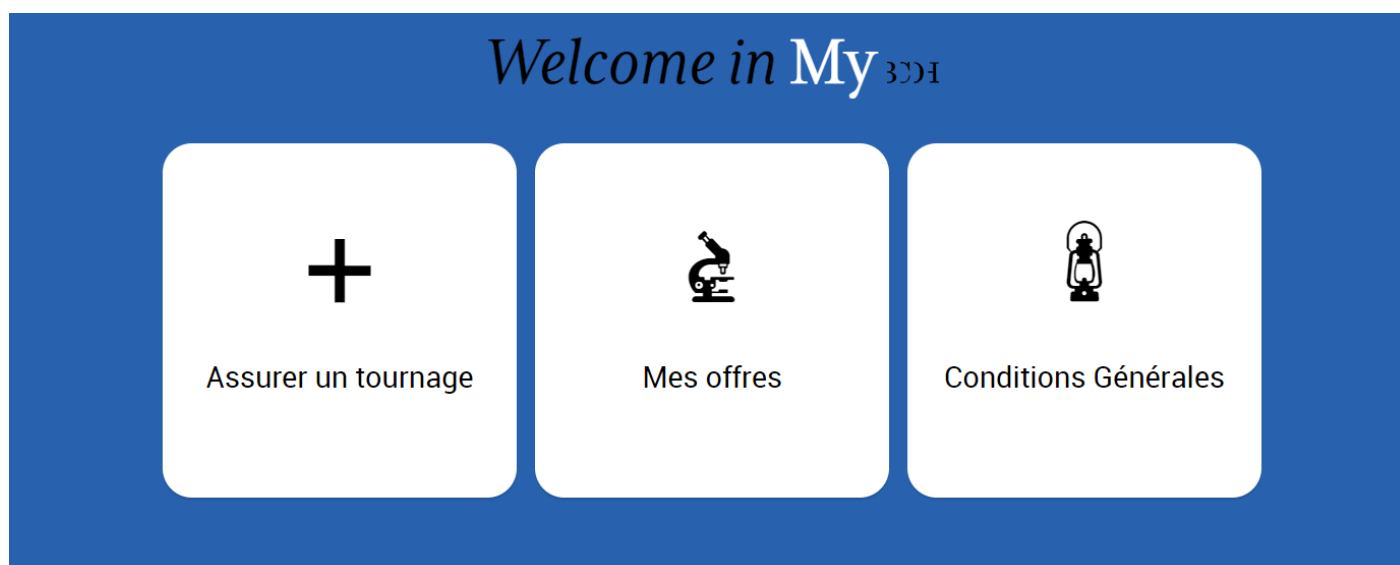 Welcome in My
Assurer un tournage
Mes offres
Conditions Générales